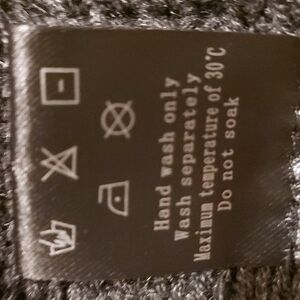 Hand wash only
Wash separately
Maximum temperature of 30°C
Do not soak